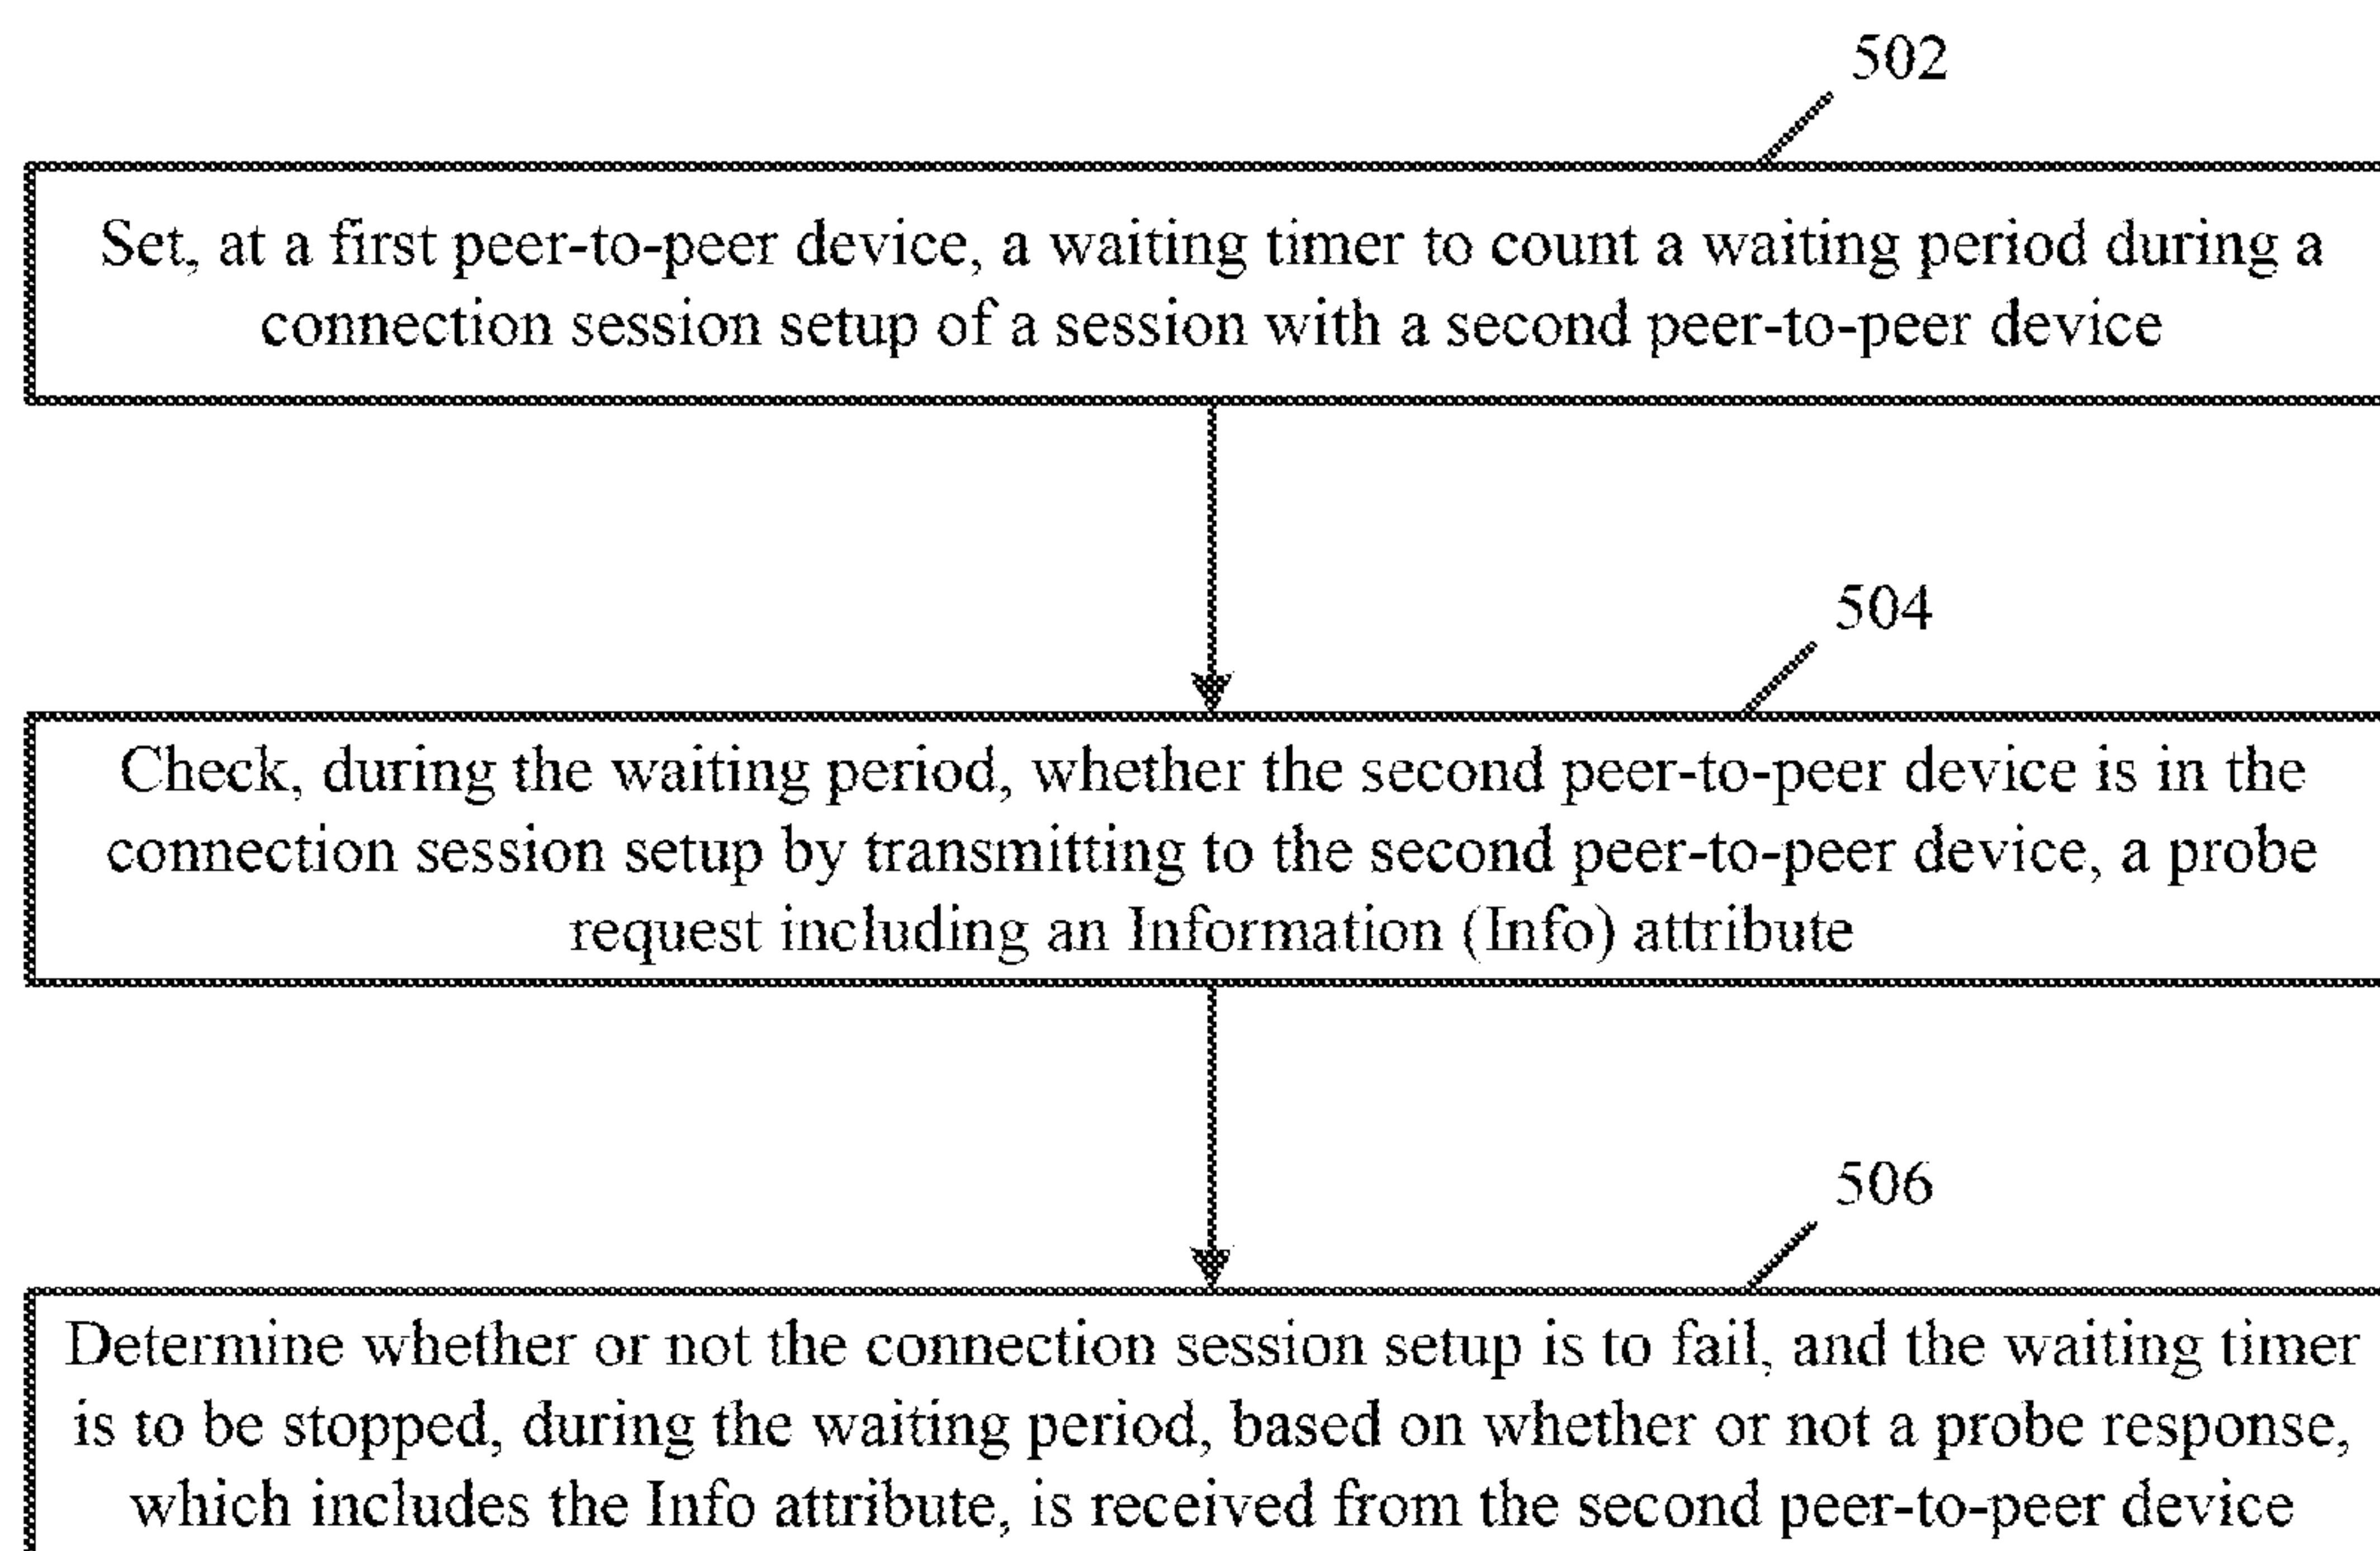 502
Set, at a first peer-to-peer device, a waiting timer to count a waiting period during a
connection session setup of a session with a second peer-to-peer device
504
Check, during the waiting period, whether the second peer-to-peer device is in the
connection session setup by transmitting to the second peer-to-peer device, a probe
request including an Information (Info) attribute
506
Determine whether or not the connection session setup is to fail, and the waiting timer
is to be stopped, during the waiting period, based on whether or not a probe response,
which includes the Info attribute, is received from the second peer-to-peer device